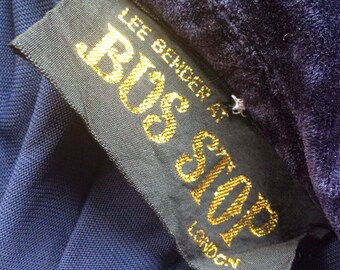 LEE BENDER AT
BUS STOP
LONDON